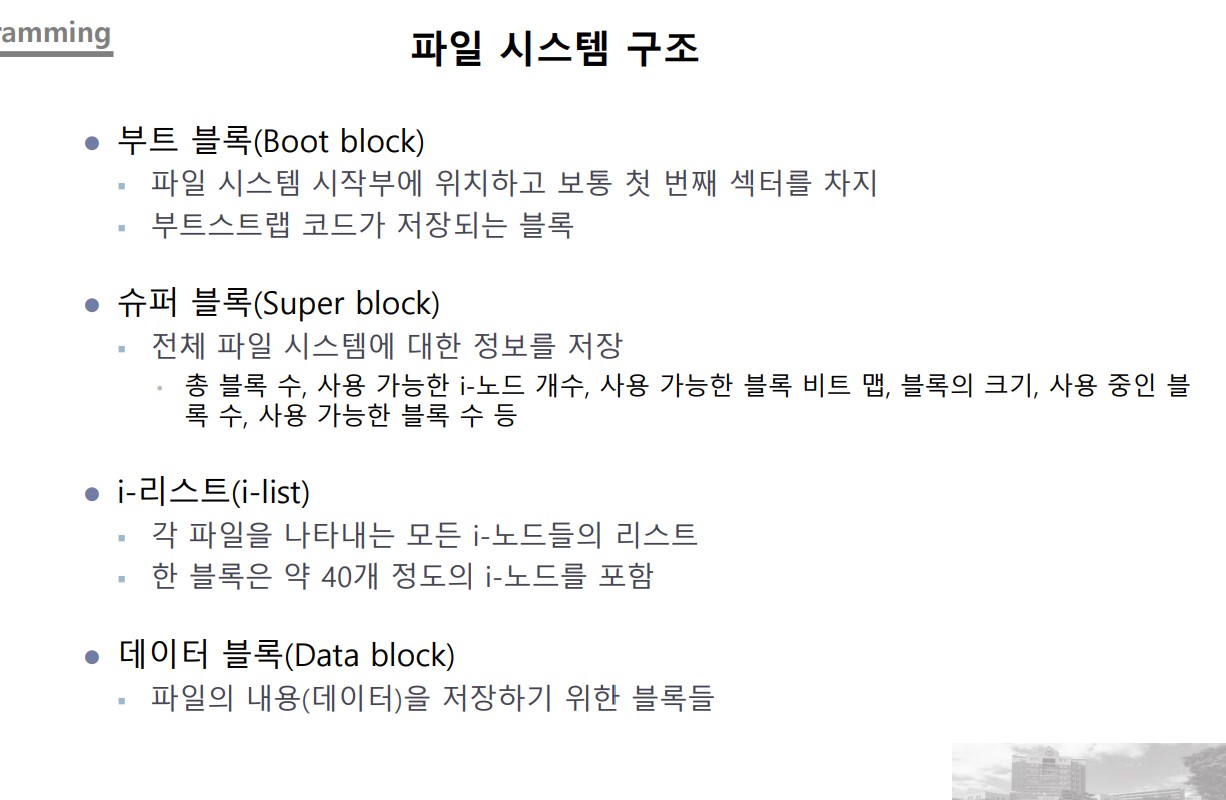 ramming
파일 시스템 구조
● 부트 블록(Boot block)
▪ 파일 시스템 시작부에 위치하고 보통 첫 번째 섹터를 차지
▪ 부트스트랩 코드가 저장되는 블록
● 슈퍼 블록(Super block)
▪ 전체 파일 시스템에 대한 정보를 저장
• 총 블록 수, 사용 가능한 i-노드 개수, 사용 가능한 블록 비트 맵, 블록의 크기, 사용 중인 블
록 수, 사용 가능한 블록 수 등
● i-리스트(i-list)
▪ 각 파일을 나타내는 모든 i-노드들의 리스트
▪ 한 블록은 약 40개 정도의 i-노드를 포함
● 데이터 블록(Data block)
▪ 파일의 내용(데이터)을 저장하기 위한 블록들